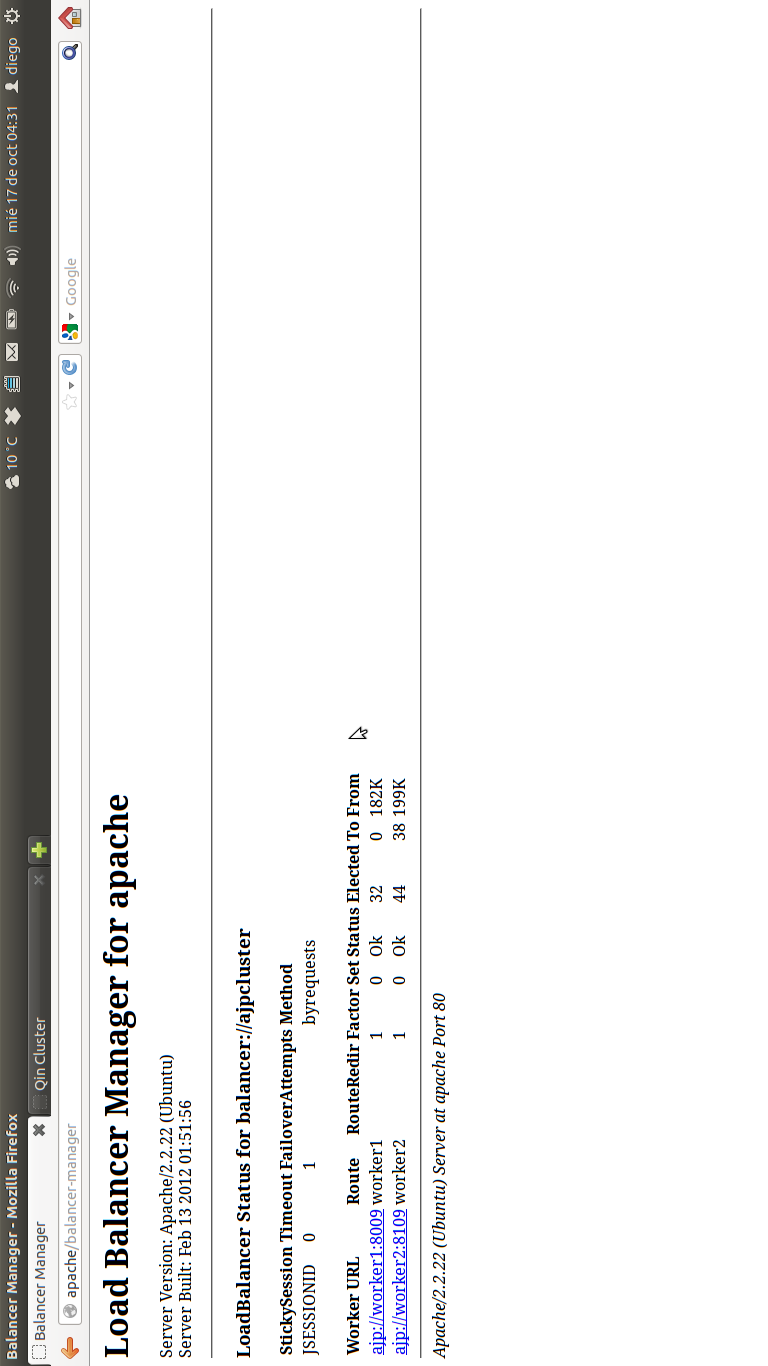 Balancer Manager - Mozilla Firefox 10 °C mié 17 de oct 04:31 diego
Balancer Manager Qin Cluster
apache/balancer-manager Google
Load Balancer Manager for apache
Server Version: Apache/2.2.22 (Ubuntu)
Server Built: Feb 13 2012 01:51:56
LoadBalancer Status for balancer://ajpcluster
StickySession Timeout FailoverAttempts Method
JSESSIONID 0 1 byrequests
Worker URL Route RouteRedir Factor Set Status Elected To From
ajp://worker1:8009 worker1 1 0 Ok 32 0 182K
ajp://worker2:8109 worker2 1 0 Ok 44 38 199K
Apache/2.2.22 (Ubuntu) Server at apache Port 80